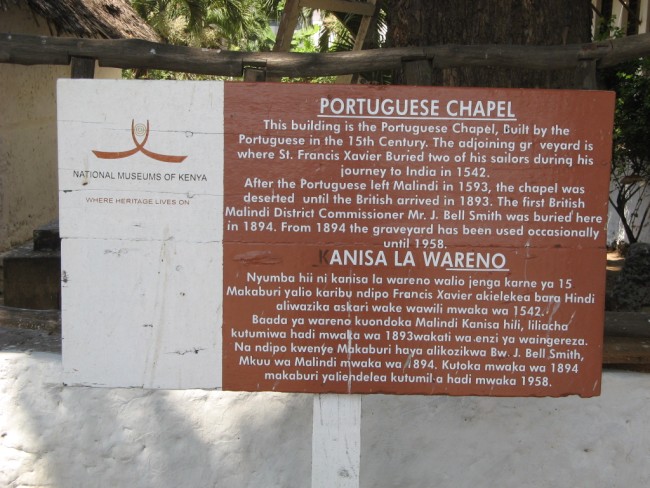 NATIONAL MUSEUMS OF KENYA
WHERE HERITAGE LIVES ON
PORTUGUESE CHAPEL
This building is the Portuguese Chapel, Built by the
Portuguese in the 15th Century. The adjoining gr veyard is
where St. Francis Xavier Buried two of his sailors during his
journey to India in 1542.
After the Portuguese left Malindi in 1593, the chapel was
deserted until the British arrived in 1893. The first British
Malindi District Commissioner Mr. J. Bell Smith was buried here
in 1894. From 1894 the graveyard has been used occasionally
until 1958.
KANISA LA WARENO
Nyumba hii ni kanisa la wareno walio jenga karne ya 15
Makaburi yalio karibu ndipo Francis Xavier akielekea bara Hindi
aliwazika askari wake wawili mwaka wa 1542.
Baada ya wareno kuondoka Malindi Kanisa hili, liliacha
kutumiwa hadi mwaka wa 1893wakati wa enzi ya waingereza.
Na ndipo kwenye Makaburi haya alikozikwa Bw. J. Bell Smith,
Mkuu wa Malindi mwaka wa 1894. Kutoka mwaka wa 1894
makaburi yaliendelea kutumil a hadi mwaka 1958.